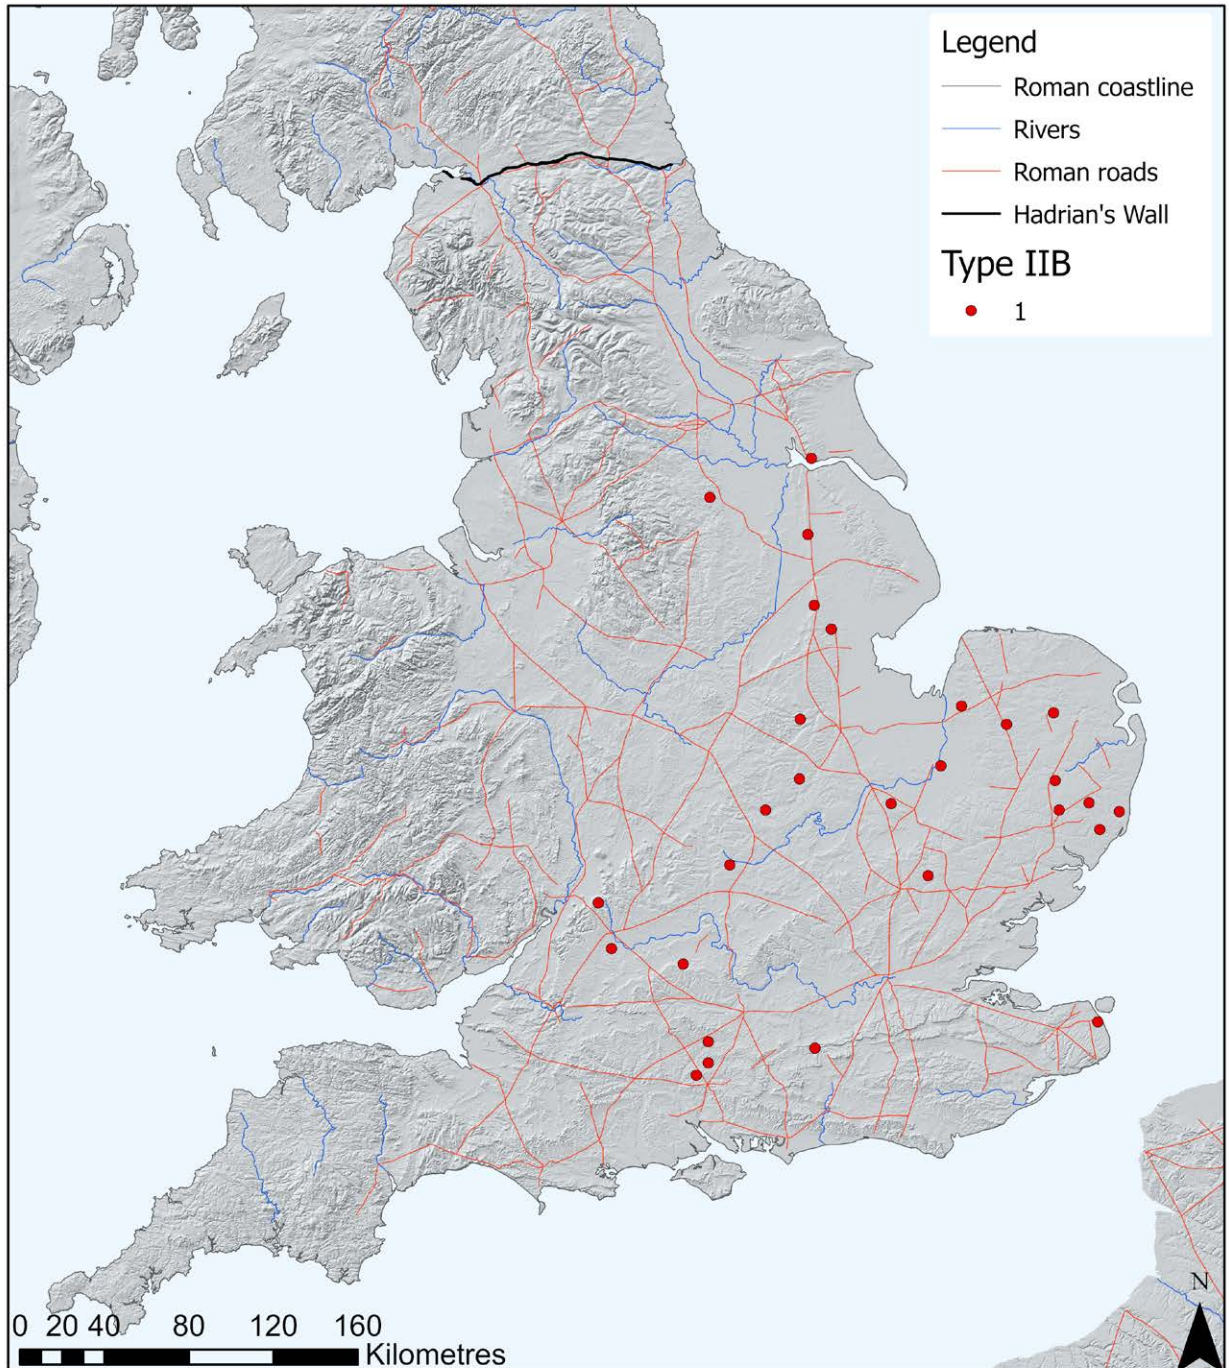 Legend
Roman coastline
Rivers
Roman roads
Hadrian's Wall
Type IIB
1
N
0 20 40 80 120 160
Kilometres